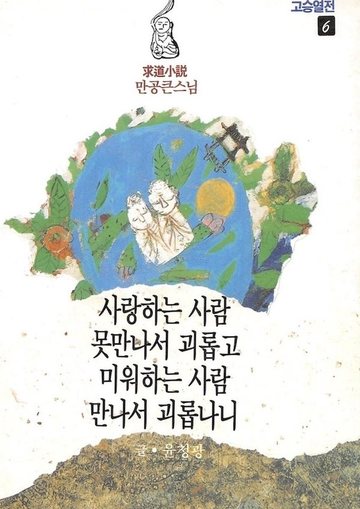 고승열전
6
求道小説
만공큰스님
사랑하는 사람
못만나서 괴롭고
미워하는 사람
만나서 괴롭나니
글·윤청광